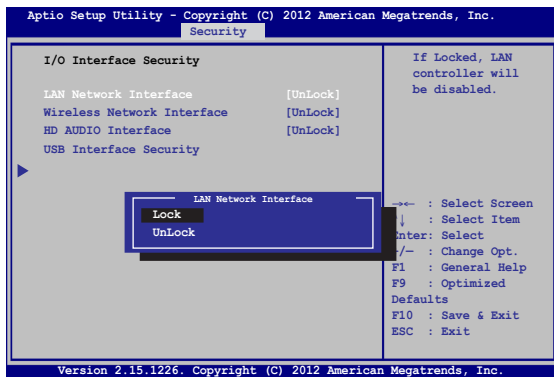 Aptio Setup Utility - Copyright (C) 2012 American Megatrends, Inc.
Security
I/O Interface Security
LAN Network Interface [UnLock]
Wireless Network Interface [UnLock]
HD AUDIO Interface [UnLock]
USB Interface Security
If Locked, LAN
controller will
be disabled.
LAN Network Interface
Lock
UnLock
→← : Select Screen
↓ : Select Item
Enter: Select
+/— : Change Opt.
F1 : General Help
F9 : Optimized
Defaults
F10 : Save & Exit
ESC : Exit
Version 2.15.1226. Copyright (C) 2012 American Megatrends, Inc.